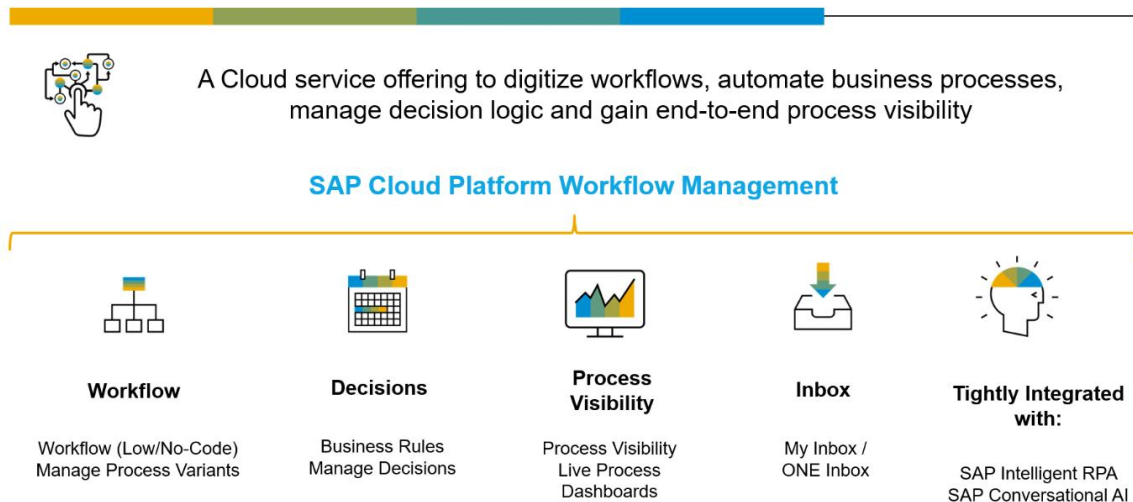 A Cloud service offering to digitize workflows, automate business processes,
manage decision logic and gain end-to-end process visibility
SAP Cloud Platform Workflow Management
Workflow
Workflow (Low/No-Code)
Manage Process Variants
Decisions
Business Rules
Manage Decisions
Process
Visibility
Process Visibility
Live Process
Dashboards
Inbox
My Inbox /
ONE Inbox
Tightly Integrated
with:
SAP Intelligent RPA
SAP Conversational AI